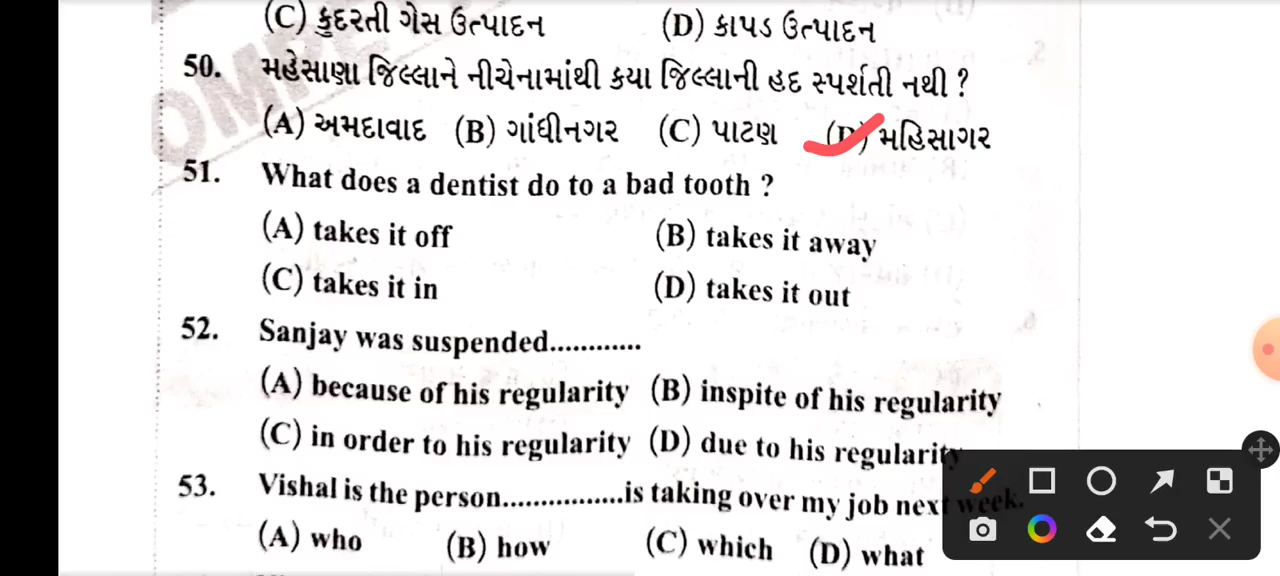 (C) કુદરતી ગેસ ઉત્પાદન (D) કાપડ ઉત્પાદન
50. મહેસાણા જિલ્લાને નીચેનામાંથી કયા જિલ્લાની હદ સ્પર્શતી નથી ?
(A) અમદાવાદ (B) ગાંધીનગર (C) પાટણ (D) મહિસાગર
51. What does a dentist do to a bad tooth ?
(A) takes it off (B) takes it away
(C) takes it in (D) takes it out
52. Sanjay was suspended............
(A) because of his regularity (B) inspite of his regularity
(C) in order to his regularity (D) due to his regularity
53. Vishal is the person................is taking over my job next week.
(A) who (B) how (C) which (D) what